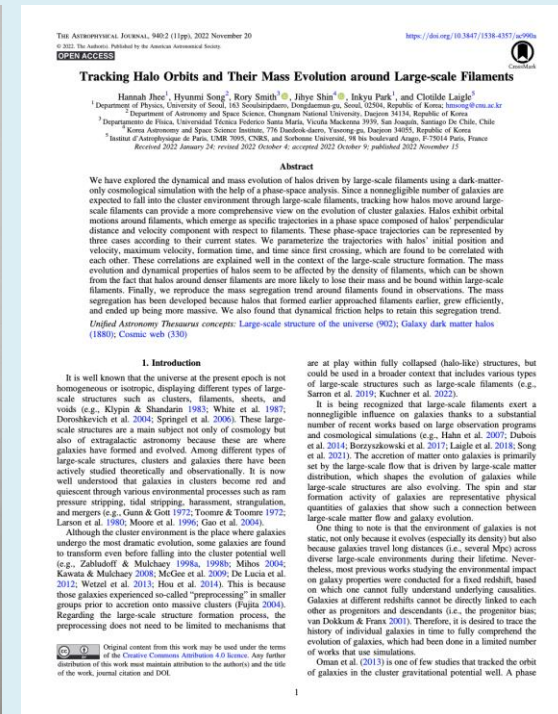 THE ASTROPHYSICAL JOURNAL, 940:2 (11pp), 2022 November 20
https://doi.org/10.3847/1538-4357/ac990a
© 2022. The Author(s). Published by the American Astronomical Society.
OPEN ACCESS
CrossMark
Tracking Halo Orbits and Their Mass Evolution around Large-scale Filaments
Hannah Jhee1, Hyunmi Song2, Rory Smith3, Jihye Shin4, Inkyu Park1, and Clotilde Laigle5
1 Department of Physics, University of Seoul, 163 Seoulsiripdaero, Dongdaemun-gu, Seoul, 02504, Republic of Korea; hmsong@cnu.ac.kr
2 Department of Astronomy and Space Science, Chungnam National University, Daejeon 34134, Republic of Korea
3 Departamento de Física, Universidad Técnica Federico Santa María, Vicuña Mackenna 3939, San Joaquín, Santiago De Chile, Chile
4 Korea Astronomy and Space Science Institute, 776 Daedeok-daero, Yuseong-gu, Daejeon 34055, Republic of Korea
5 Institut d'Astrophysique de Paris, UMR 7095, CNRS, and Sorbonne Université, 98 bis boulevard Arago, F-75014 Paris, France
Received 2022 January 24; revised 2022 October 4; accepted 2022 October 9; published 2022 November 15
Abstract
We have explored the dynamical and mass evolution of halos driven by large-scale filaments using a dark-matter-
only cosmological simulation with the help of a phase-space analysis. Since a nonnegligible number of galaxies are
expected to fall into the cluster environment through large-scale filaments, tracking how halos move around large-
scale filaments can provide a more comprehensive view on the evolution of cluster galaxies. Halos exhibit orbital
motions around filaments, which emerge as specific trajectories in a phase space composed of halos' perpendicular
distance and velocity component with respect to filaments. These phase-space trajectories can be represented by
three cases according to their current states. We parameterize the trajectories with halos' initial position and
velocity, maximum velocity, formation time, and time since first crossing, which are found to be correlated with
each other. These correlations are explained well in the context of the large-scale structure formation. The mass
evolution and dynamical properties of halos seem to be affected by the density of filaments, which can be shown
from the fact that halos around denser filaments are more likely to lose their mass and be bound within large-scale
filaments. Finally, we reproduce the mass segregation trend around filaments found in observations. The mass
segregation has been developed because halos that formed earlier approached filaments earlier, grew efficiently,
and ended up being more massive. We also found that dynamical friction helps to retain this segregation trend.
Unified Astronomy Thesaurus concepts: Large-scale structure of the universe (902); Galaxy dark matter halos
(1880); Cosmic web (330)
1. Introduction
It is well known that the universe at the present epoch is not
homogeneous or isotropic, displaying different types of large-
scale structures such as clusters, filaments, sheets, and
voids (e.g., Klypin & Shandarin 1983; White et al. 1987;
Doroshkevich et al. 2004; Springel et al. 2006). These large-
scale structures are a main subject not only of cosmology but
also of extragalactic astronomy because these are where
galaxies have formed and evolved. Among different types of
large-scale structures, clusters and galaxies there have been
actively studied theoretically and observationally. It is now
well understood that galaxies in clusters become red and
quiescent through various environmental processes such as ram
pressure stripping, tidal stripping, harassment, strangulation,
and mergers (e.g., Gunn & Gott 1972; Toomre & Toomre 1972;
Larson et al. 1980; Moore et al. 1996; Gao et al. 2004).
Although the cluster environment is the place where galaxies
undergo the most dramatic evolution, some galaxies are found
to transform even before falling into the cluster potential well
(e.g., Zabludoff & Mulchaey 1998a, 1998b; Mihos 2004;
Kawata & Mulchaey 2008; McGee et al. 2009; De Lucia et al.
2012; Wetzel et al. 2013; Hou et al. 2014). This is because
those galaxies experienced so-called "preprocessing" in smaller
groups prior to accretion onto massive clusters (Fujita 2004).
Regarding the large-scale structure formation process, the
preprocessing does not need to be limited to mechanisms that
Original content from this work may be used under the terms
of the Creative Commons Attribution 4.0 licence. Any further
distribution of this work must maintain attribution to the author(s) and the title
of the work, journal citation and DOI.
are at play within fully collapsed (halo-like) structures, but
could be used in a broader context that includes various types
of large-scale structures such as large-scale filaments (e.g.,
Sarron et al. 2019; Kuchner et al. 2022).
It is being recognized that large-scale filaments exert a
nonnegligible influence on galaxies thanks to a substantial
number of recent works based on large observation programs
and cosmological simulations (e.g., Hahn et al. 2007; Dubois
et al. 2014; Borzyszkowski et al. 2017; Laigle et al. 2018; Song
et al. 2021). The accretion of matter onto galaxies is primarily
set by the large-scale flow that is driven by large-scale matter
distribution, which shapes the evolution of galaxies while
large-scale structures are also evolving. The spin and star
formation activity of galaxies are representative physical
quantities of galaxies that show such a connection between
large-scale matter flow and galaxy evolution.
One thing to note is that the environment of galaxies is not
static, not only because it evolves (especially its density) but also
because galaxies travel long distances (i.e., several Mpc) across
diverse large-scale environments during their lifetime. Never-
theless, most previous works studying the environmental impact
on galaxy properties were conducted for a fixed redshift, based
on which one cannot fully understand underlying causalities.
Galaxies at different redshifts cannot be directly linked to each
other as progenitors and descendants (i.e., the progenitor bias;
van Dokkum & Franx 2001). Therefore, it is desired to trace the
history of individual galaxies in time to fully comprehend the
evolution of galaxies, which had been done in a limited number
of works that use simulations.
Oman et al. (2013) is one of few studies that tracked the orbit
of galaxies in the cluster gravitational potential well. A phase
1